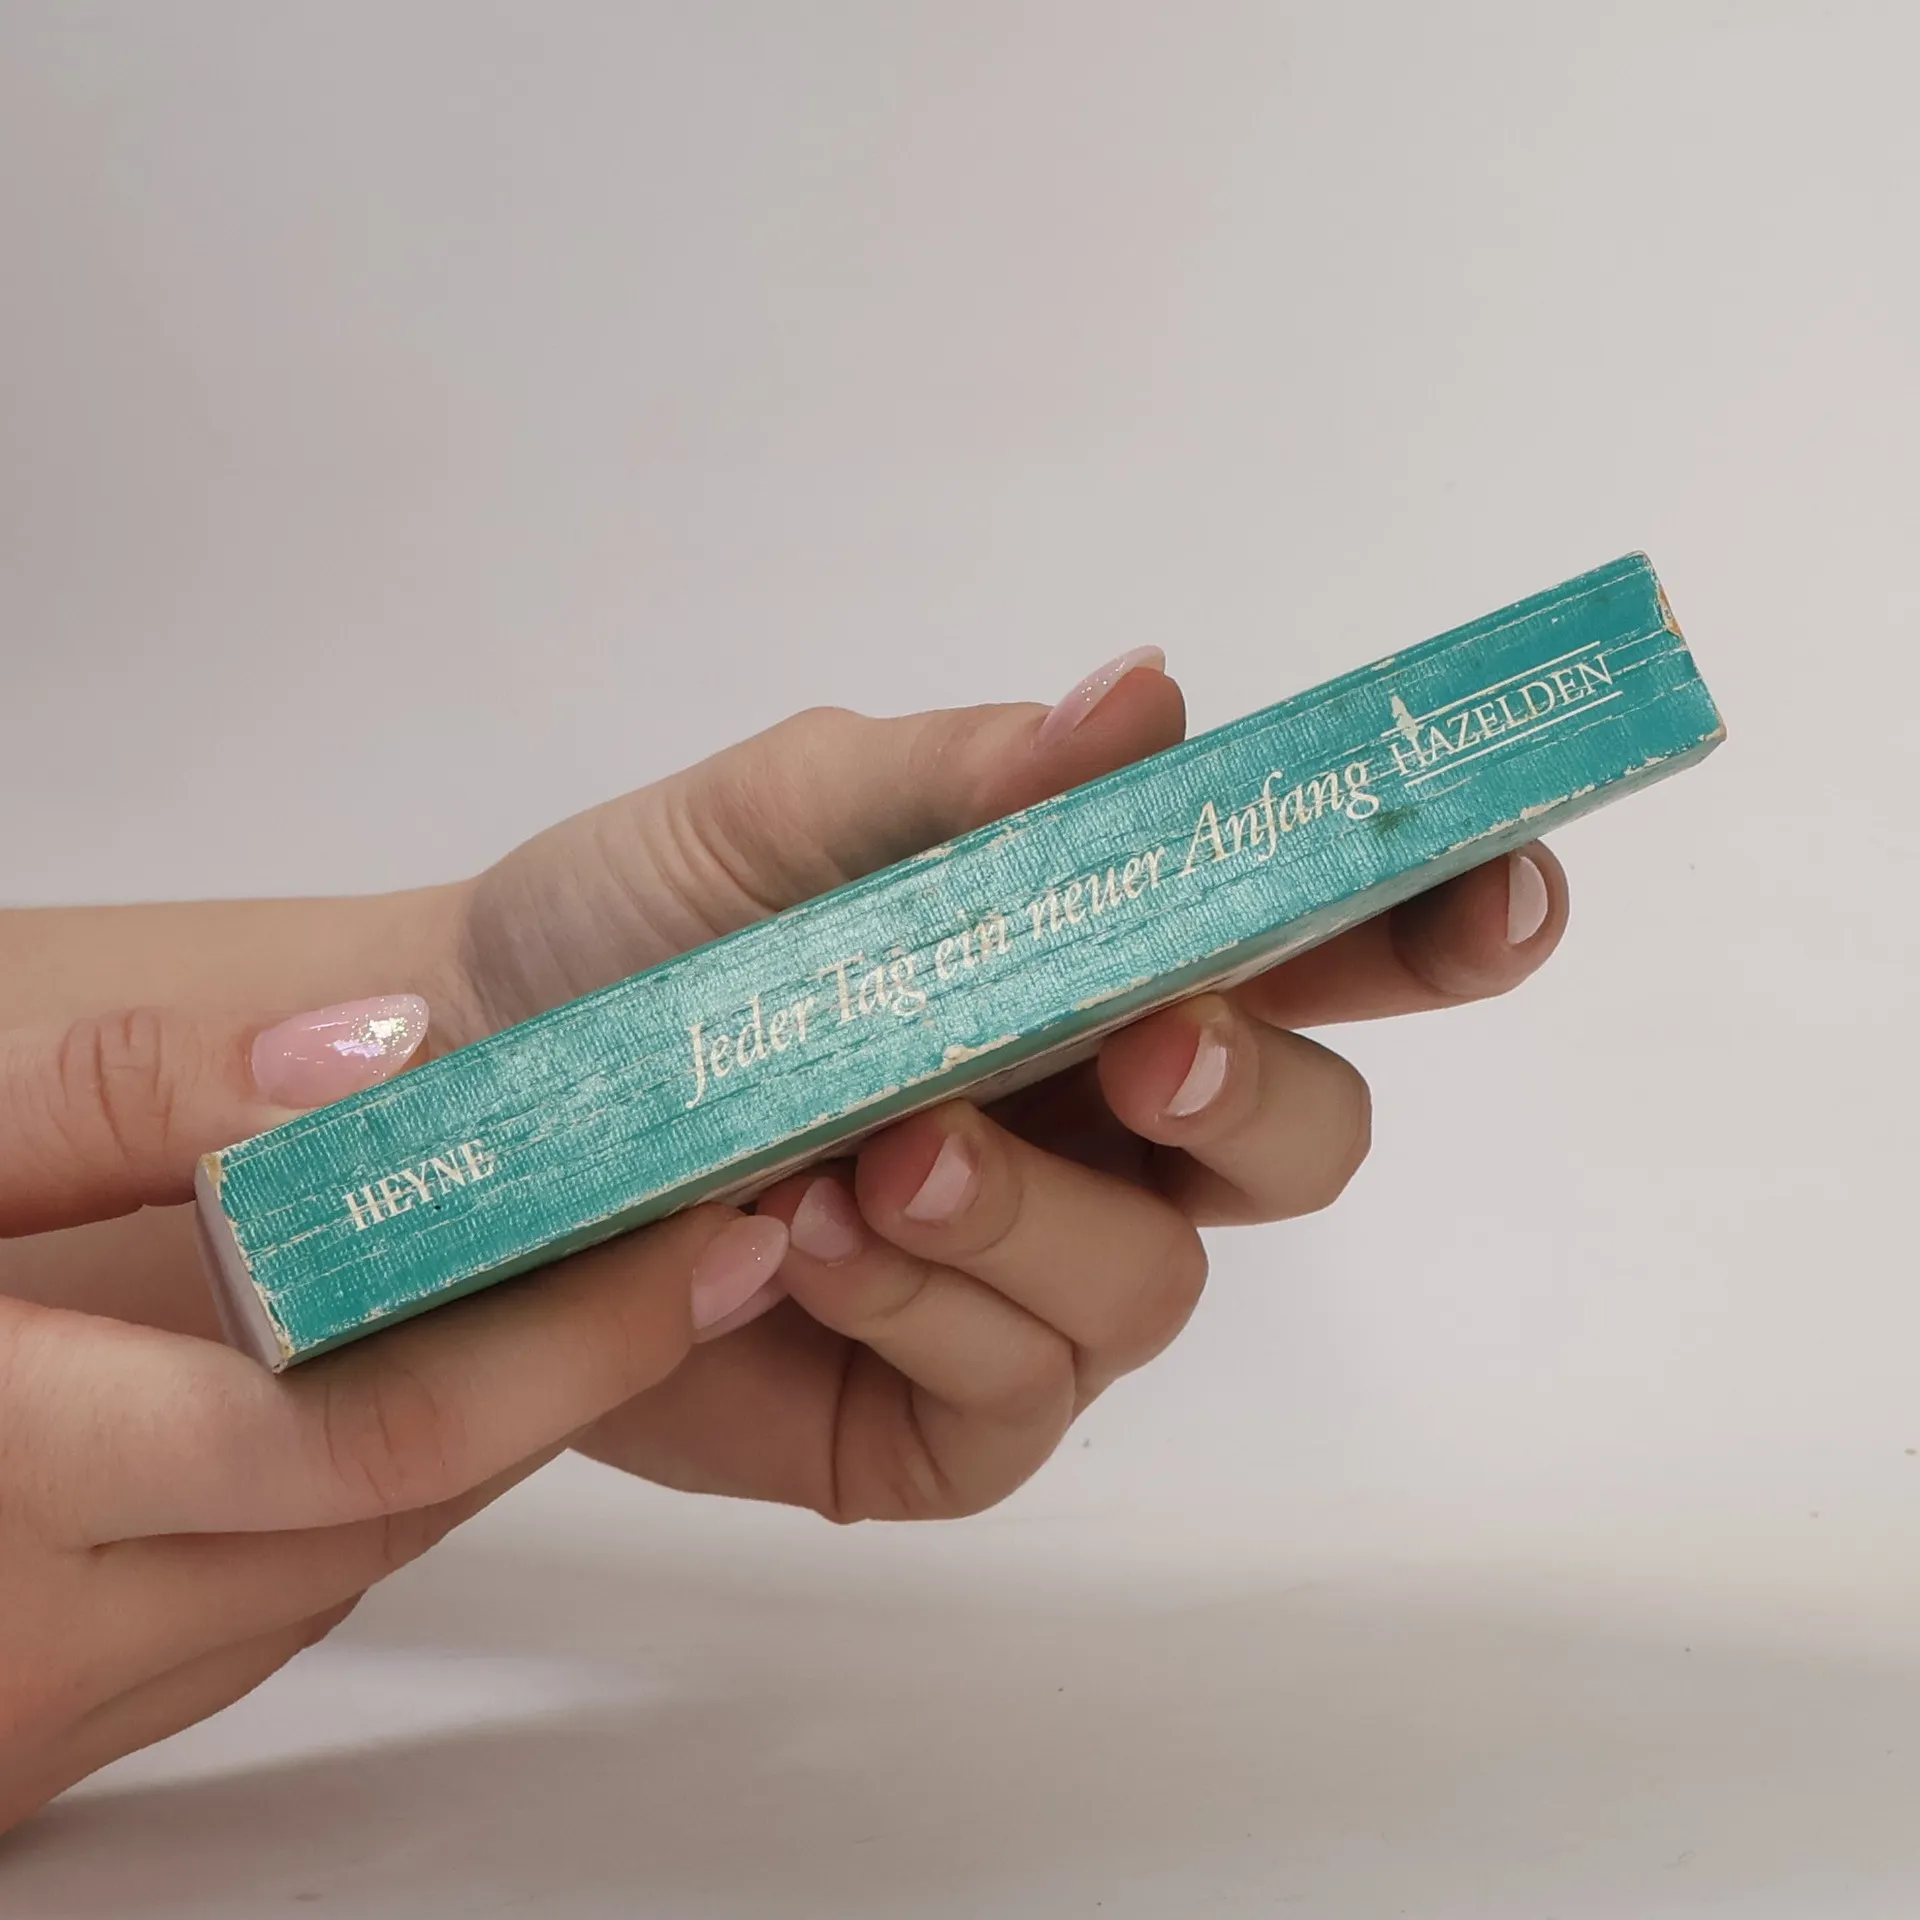 HEYNE
Jeder Tag ein neuer Anfang
HAZELDEN